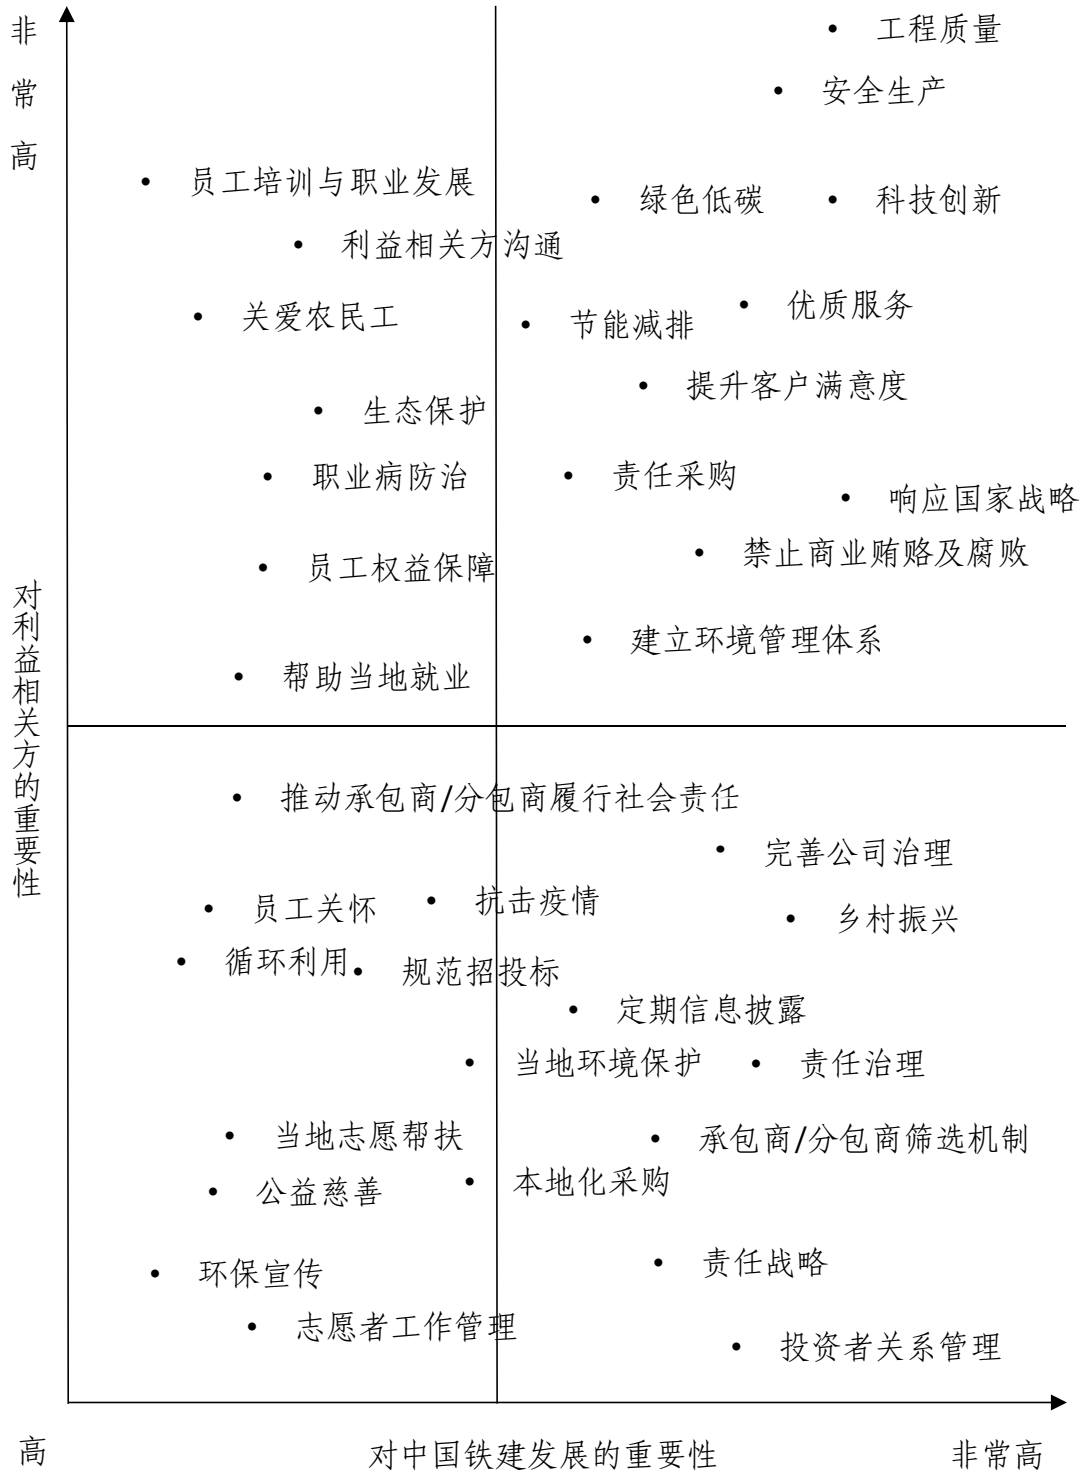 非常高
工程质量
安全生产
员工培训与职业发展
绿色低碳
科技创新
利益相关方沟通
关爱农民工
节能减排
优质服务
提升客户满意度
生态保护
职业病防治
责任采购
响应国家战略
禁止商业贿赂及腐败
员工权益保障
建立环境管理体系
帮助当地就业
对利益相关方的重要性
推动承包商/分包商履行社会责任
完善公司治理
员工关怀
抗击疫情
乡村振兴
循环利用
规范招投标
定期信息披露
当地环境保护
责任治理
当地志愿帮扶
承包商/分包商筛选机制
公益慈善
本地化采购
环保宣传
责任战略
志愿者工作管理
投资者关系管理
高
对中国铁建发展的重要性
非常高